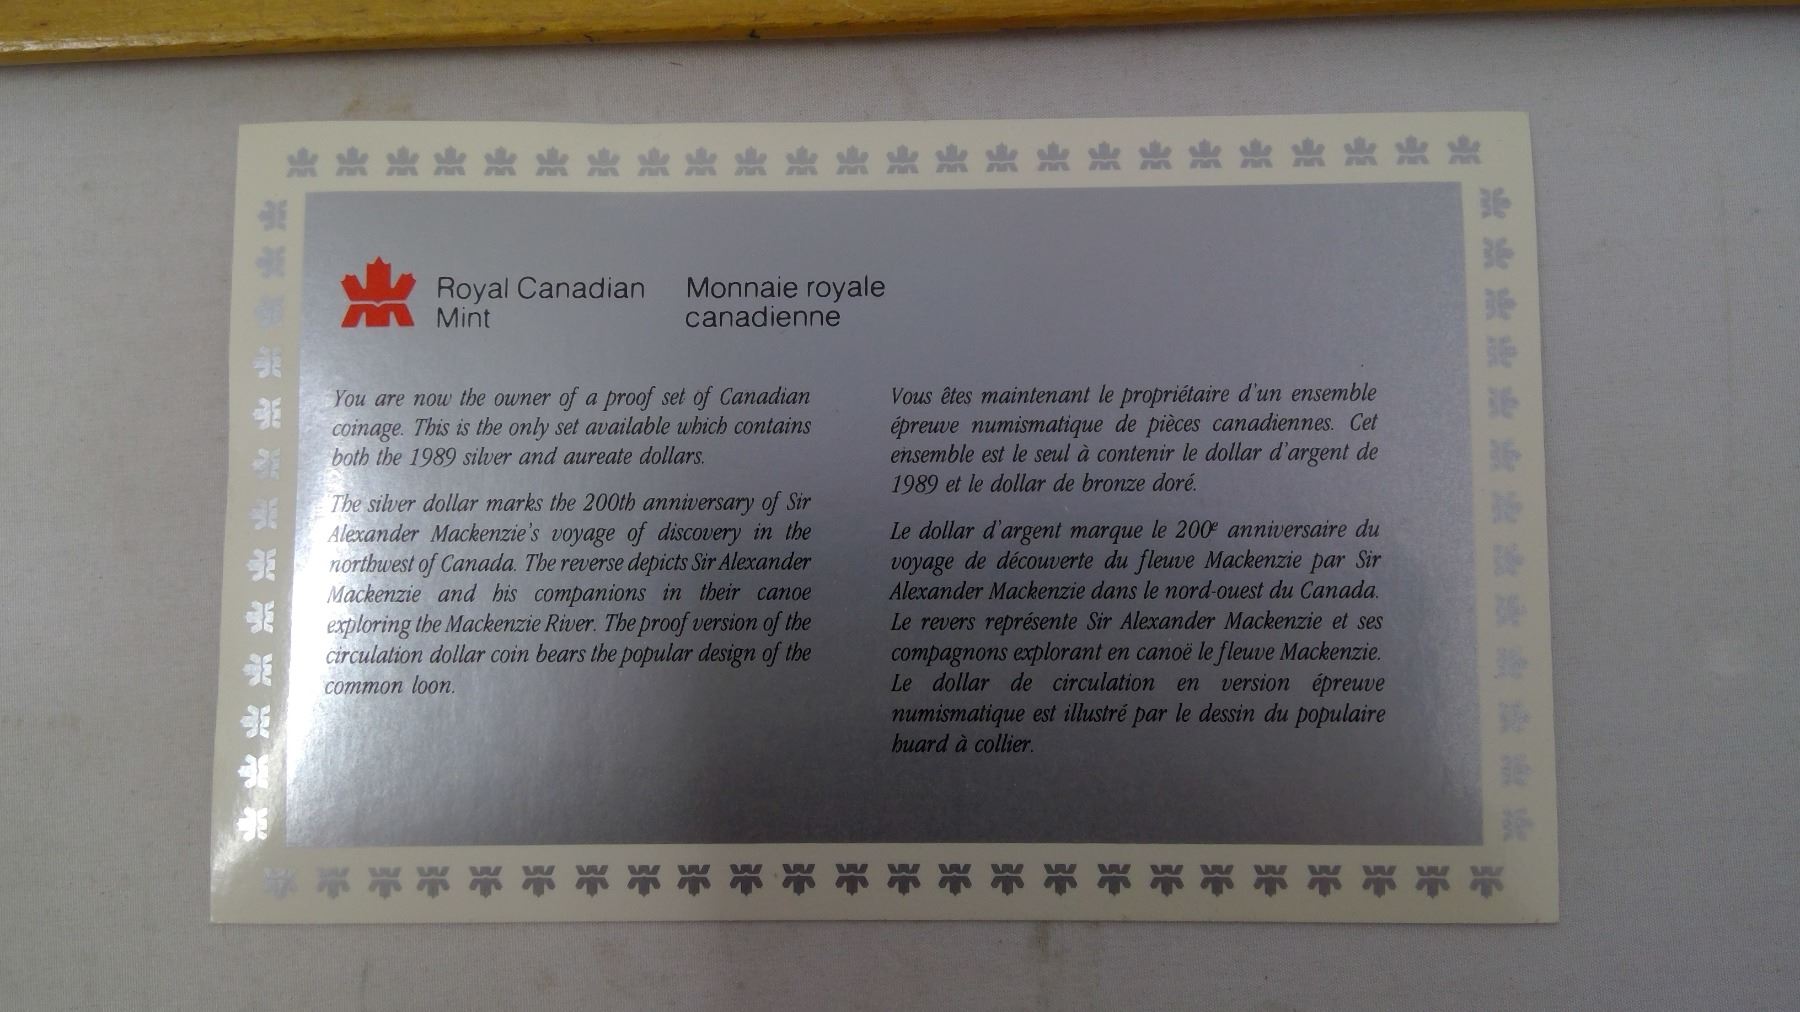 Royal Canadian
Mint
Monnaie royale
canadienne
You are now the owner of a proof set of Canadian
coinage. This is the only set available which contains
both the 1989 silver and aureate dollars.
The silver dollar marks the 200th anniversary of Sir
Alexander Mackenzie's voyage of discovery in the
northwest of Canada. The reverse depicts Sir Alexander
Mackenzie and his companions in their canoe
exploring the Mackenzie River. The proof version of the
circulation dollar coin bears the popular design of the
common loon.
Vous êtes maintenant le propriétaire d'un ensemble
épreuve numismatique de pièces canadiennes. Cet
ensemble est le seul à contenir le dollar d'argent de
1989 et le dollar de bronze doré.
Le dollar d'argent marque le 200e anniversaire du
voyage de découverte du fleuve Mackenzie par Sir
Alexander Mackenzie dans le nord-ouest du Canada.
Le revers représente Sir Alexander Mackenzie et ses
compagnons explorant en canoë le fleuve Mackenzie.
Le dollar de circulation en version épreuve
numismatique est illustré par le dessin du populaire
huard à collier.